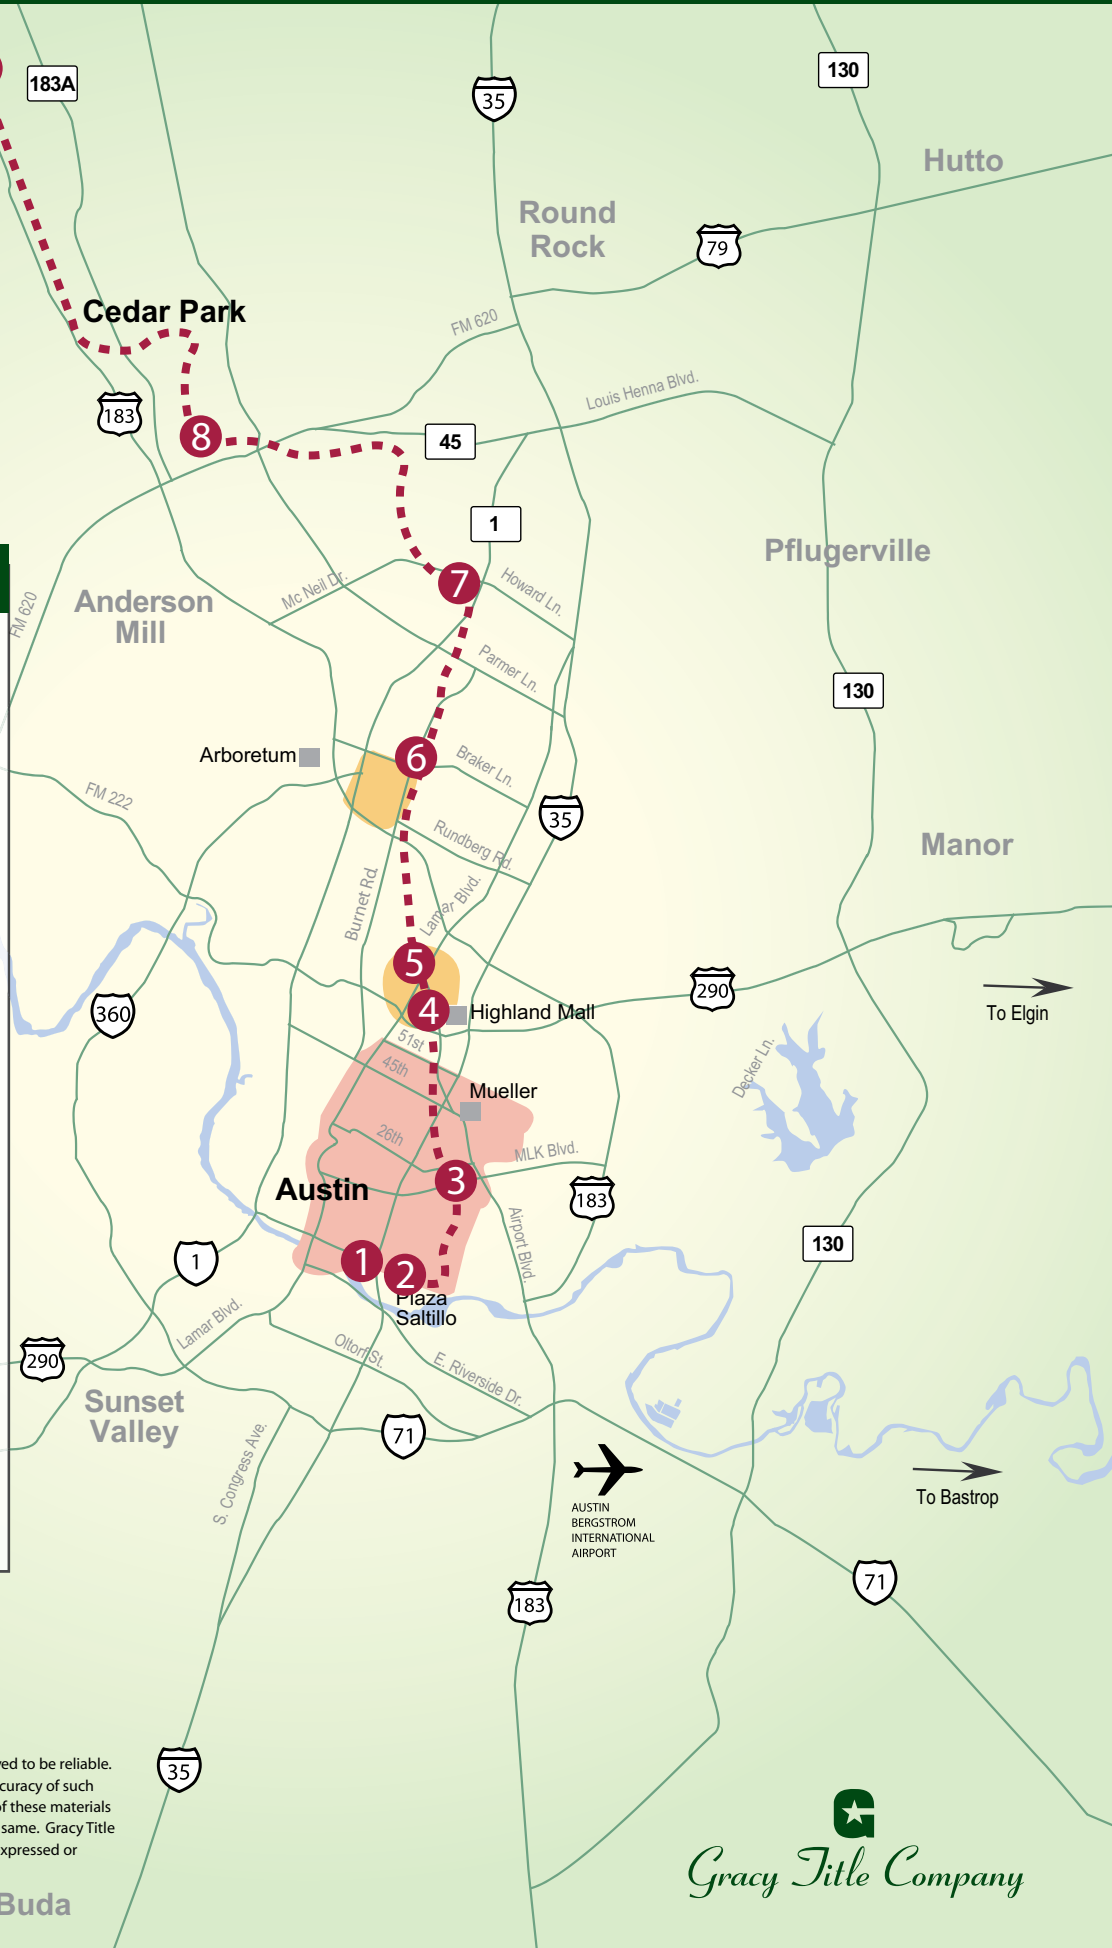 183A
35
130
Hutto
Round
Rock
79
Cedar Park
FM 620
Louis Henna Blvd.
183
8
45
1
Pflugerville
7
Mc Neil Dr.
Howard Ln.
Anderson
Mill
FM 620
Parmer Ln.
130
Arboretum
6
Braker Ln.
FM 222
35
Rundberg Rd.
Manor
Burnet Rd.
Lamar Blvd.
5
290
360
4
Highland Mall
To Elgin
51st
45th
Decker Ln.
Mueller
26th
MLK Blvd.
Austin
3
183
Airport Blvd.
130
1
1
2
Plaza
Saltillo
Lamar Blvd.
290
Oltorf St.
E. Riverside Dr.
Sunset
Valley
71
S. Congress Ave.
To Bastrop
AUSTIN
BERGSTROM
INTERNATIONAL
AIRPORT
71
183
35
ved to be reliable.
curacy of such
of these materials
same. Gracy Title
xpressed or
Buda
G
Gracy Title Company